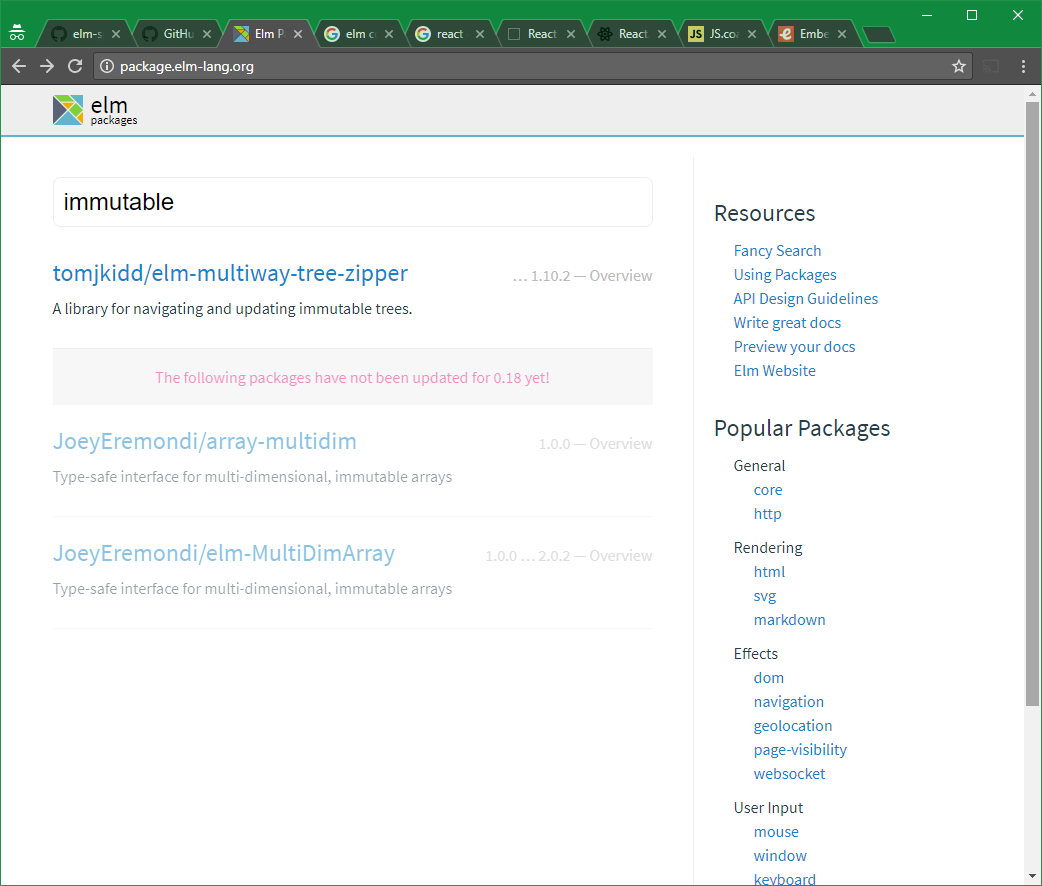 elm-s
GitHu
Elm P
elm c
react
React
React
JS
JS.co
Embe
package.elm-lang.org
elm
packages
immutable
tomjkidd/elm-multiway-tree-zipper
… 1.10.2 — Overview
A library for navigating and updating immutable trees.
The following packages have not been updated for 0.18 yet!
JoeyEremondi/array-multidim
1.0.0 — Overview
Type-safe interface for multi-dimensional, immutable arrays
JoeyEremondi/elm-MultiDimArray
1.0.0 … 2.0.2 — Overview
Type-safe interface for multi-dimensional, immutable arrays
Resources
Fancy Search
Using Packages
API Design Guidelines
Write great docs
Preview your docs
Elm Website
Popular Packages
General
core
http
Rendering
html
svg
markdown
Effects
dom
navigation
geolocation
page-visibility
websocket
User Input
mouse
window
keyboard